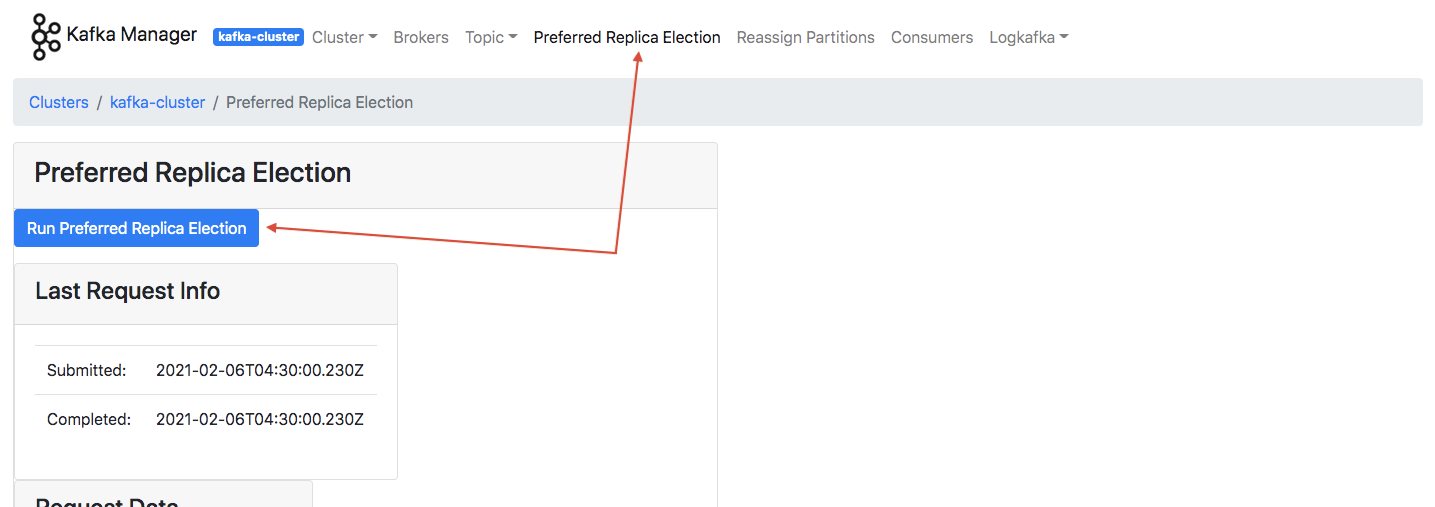 Kafka Manager kafka-cluster Cluster Brokers Topic Preferred Replica Election Reassign Partitions Consumers Logkafka
Clusters / kafka-cluster / Preferred Replica Election
Preferred Replica Election
Run Preferred Replica Election
Last Request Info
Submitted: 2021-02-06T04:30:00.230Z
Completed: 2021-02-06T04:30:00.230Z
Request Data